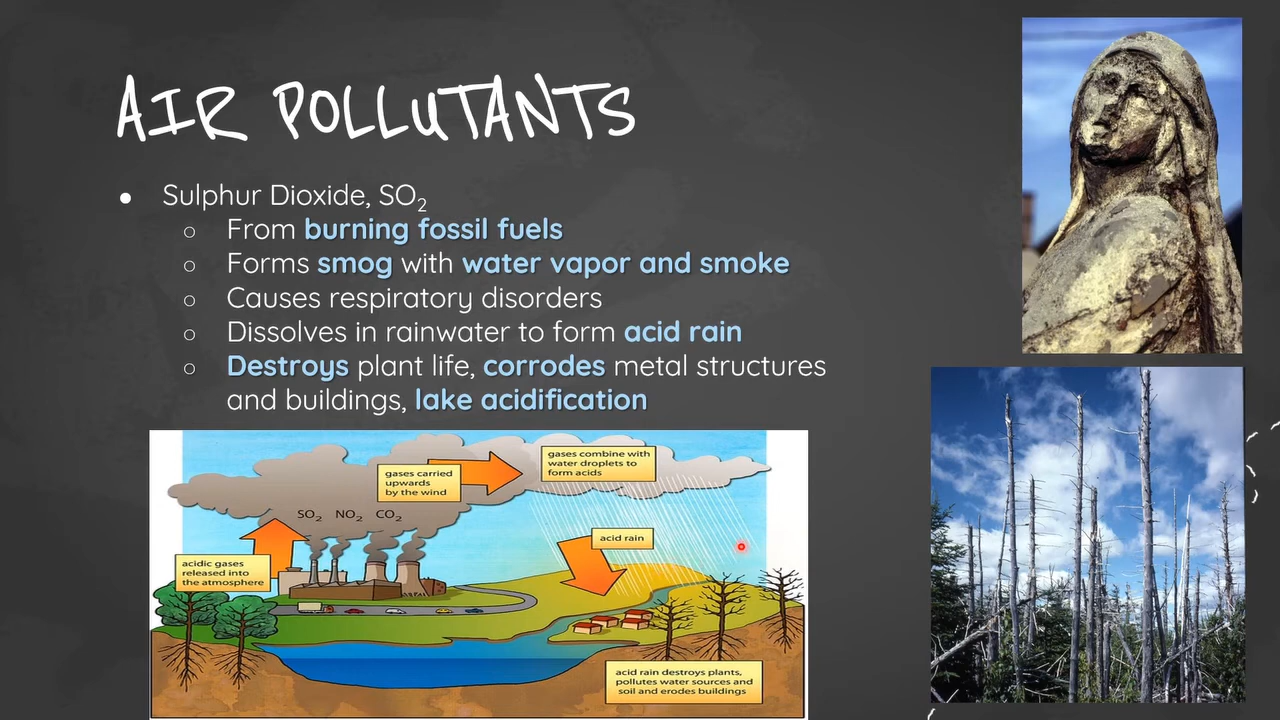 AIR POLLUTANTS
● Sulphur Dioxide, SO₂
○ From burning fossil fuels
○ Forms smog with water vapor and smoke
○ Causes respiratory disorders
○ Dissolves in rainwater to form acid rain
○ Destroys plant life, corrodes metal structures
and buildings, lake acidification
gases combine with
water droplets to
form acids
gases carried
upwards
by the wind
SO₂ NO₂ CO₂
acid rain
acidic gases
released into
the atmosphere
acid rain destroys plants,
pollutes water sources and
soil and erodes buildings